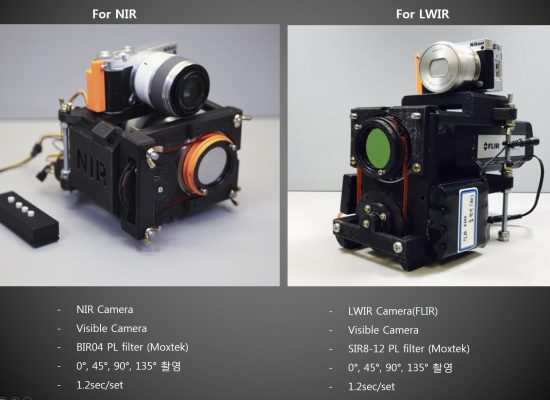 For NIR
For LWIR
NIR
Nikon
FLIR
- NIR Camera
- Visible Camera
- BIR04 PL filter (Moxtek)
- 0°, 45°, 90°, 135° 촬영
- 1.2sec/set
- LWIR Camera(FLIR)
- Visible Camera
- SIR8-12 PL filter (Moxtek)
- 0°, 45°, 90°, 135° 촬영
- 1.2sec/set